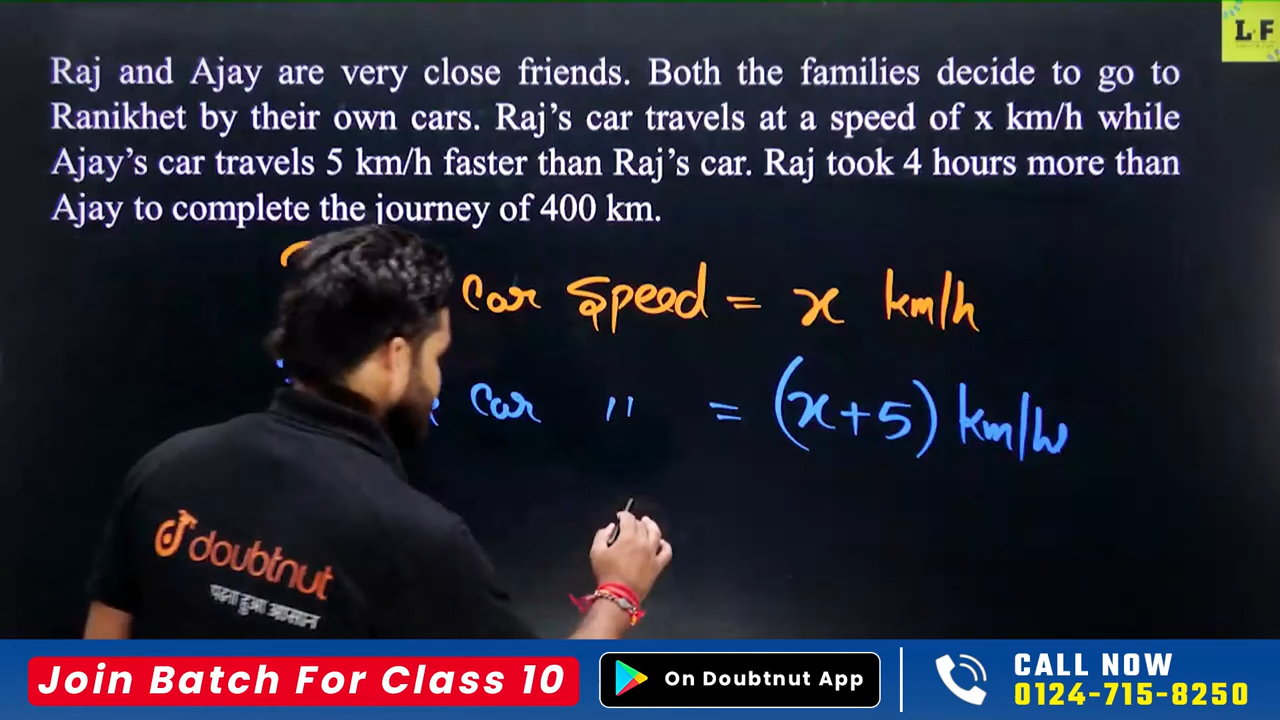 L F
Raj and Ajay are very close friends. Both the families decide to go to
Ranikhet by their own cars. Raj's car travels at a speed of x km/h while
Ajay's car travels 5 km/h faster than Raj's car. Raj took 4 hours more than
Ajay to complete the journey of 400 km.
car speed = x km/h
car " = (x+5) km/h
doubtnut
पढ़ना हुआ आसान
Join Batch For Class 10
On Doubtnut App
CALL NOW
0124-715-8250